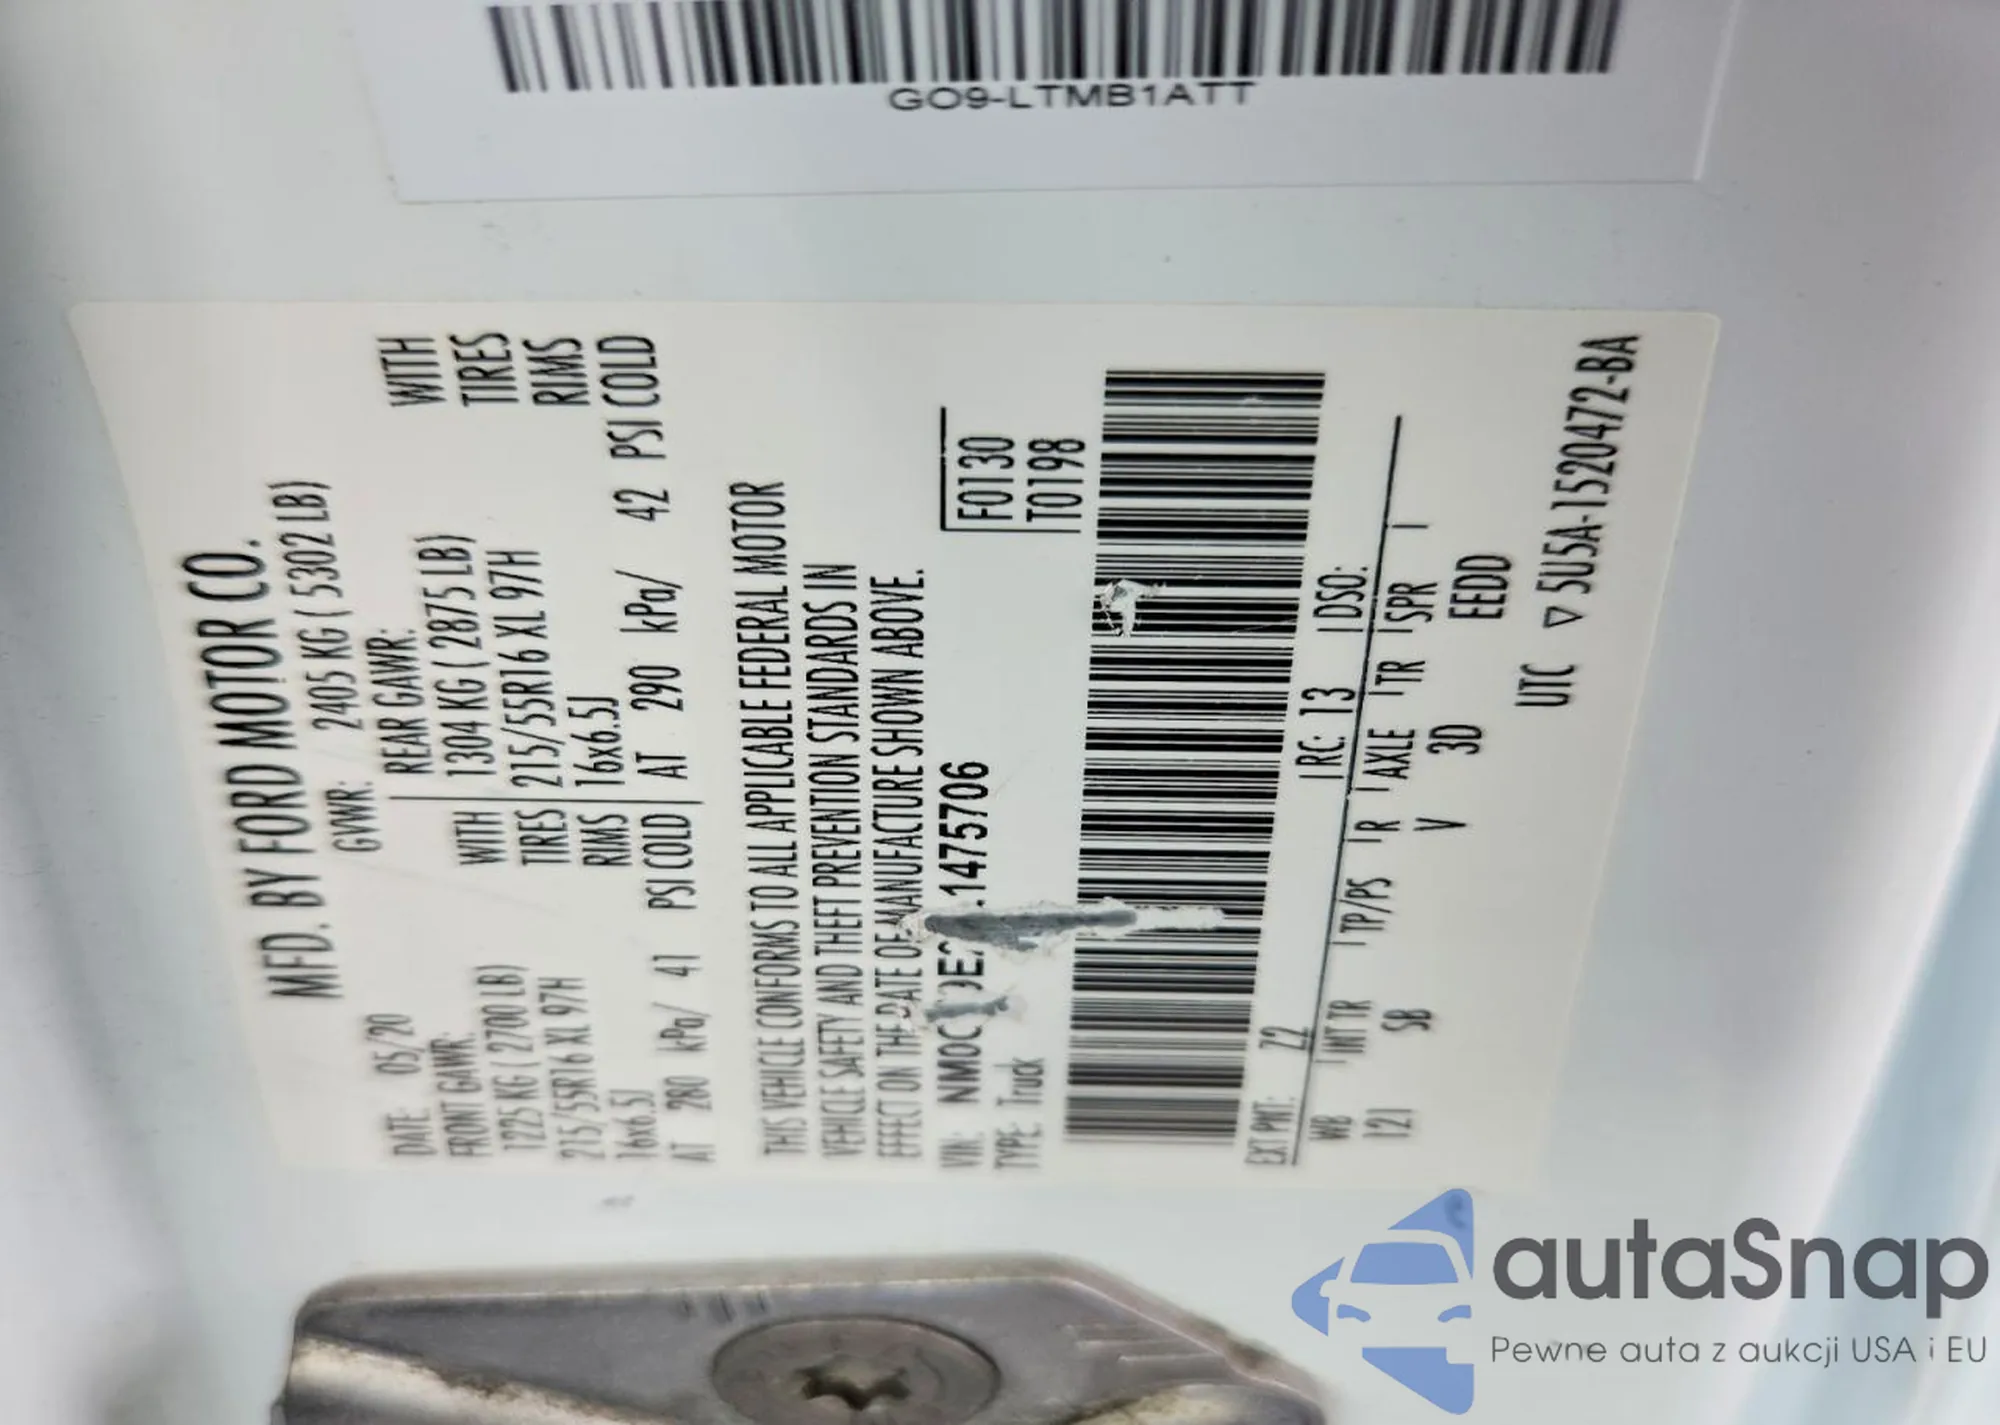 GO9-LTMB1ATT
MFD. BY FORD MOTOR CO.
DATE: 05/20 GVWR: 2405 KG ( 5302 LB)
FRONT GAWR: REAR GAWR:
1225 KG ( 2700 LB) WITH 1304 KG ( 2875 LB) WITH
215/55R16 XL 97H TIRES 215/55R16 XL 97H TIRES
16x6.5J RIMS 16x6.5J RIMS
AT 280 kPa/ 41 PSI COLD AT 290 kPa/ 42 PSI COLD
THIS VEHICLE CONFORMS TO ALL APPLICABLE FEDERAL MOTOR
VEHICLE SAFETY AND THEFT PREVENTION STANDARDS IN
EFFECT ON THE DATE OF MANUFACTURE SHOWN ABOVE.
VIN: NM0C 1475706 F0130
TYPE: Truck T0198
EXT PNT: Z2 RC: 13 DSO:
WB INT TR TP/PS R AXLE TR SPR
121 SB V 3D EEDD
UTC ▽ 5U5A-1520472-BA
autaSnap
Pewne auta z aukcji USA i EU